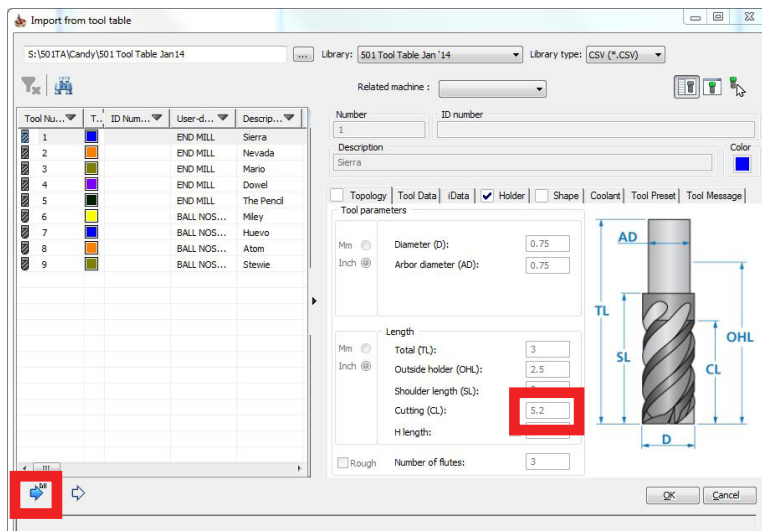 Import from tool table
S:\501TA\Candy\501 Tool Table Jan14 ... Library: 501 Tool Table Jan '14 Library type: CSV (*.CSV)
Related machine :
Tool Nu... T.. ID Num... User-d... Descrip...
1 END MILL Sierra
2 END MILL Nevada
3 END MILL Mario
4 END MILL Dowel
5 END MILL The Pencil
6 BALL NOS... Miley
7 BALL NOS... Huevo
8 BALL NOS... Atom
9 BALL NOS... Stewie
Number ID number
1
Description Color
Sierra
Topology Tool Data iData Holder Shape Coolant Tool Preset Tool Message
Tool parameters
Mm Diameter (D): 0.75
Inch Arbor diameter (AD): 0.75
Length
Mm Total (TL): 3
Inch Outside holder (OHL): 2.5
Shoulder length (SL):
Cutting (CL): 5.2
H length:
Rough Number of flutes: 3
AD
TL
OHL
SL
CL
D
All
OK Cancel